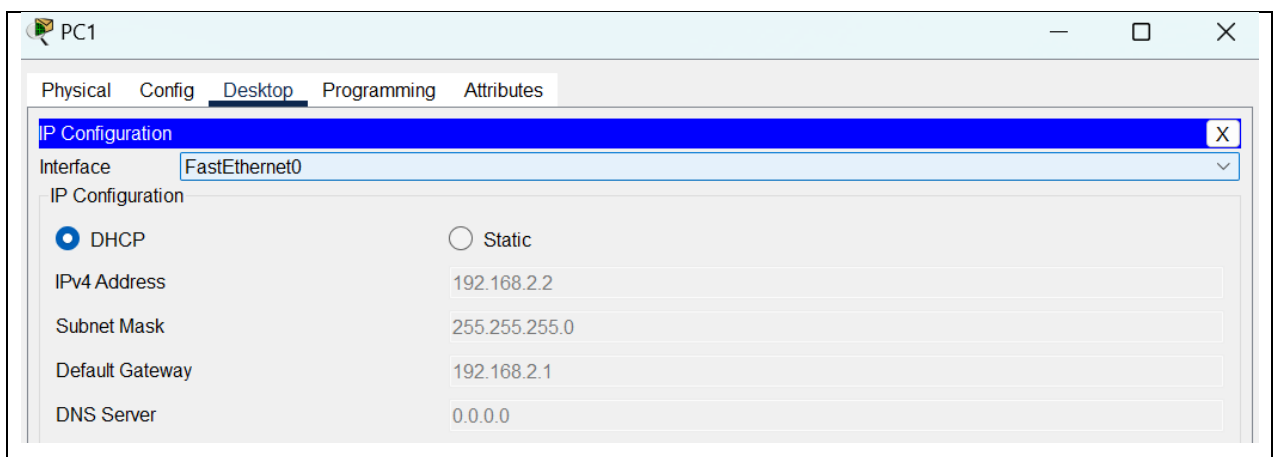 PC1
Physical Config Desktop Programming Attributes
IP Configuration X
Interface FastEthernet0
IP Configuration
DHCP Static
IPv4 Address 192.168.2.2
Subnet Mask 255.255.255.0
Default Gateway 192.168.2.1
DNS Server 0.0.0.0